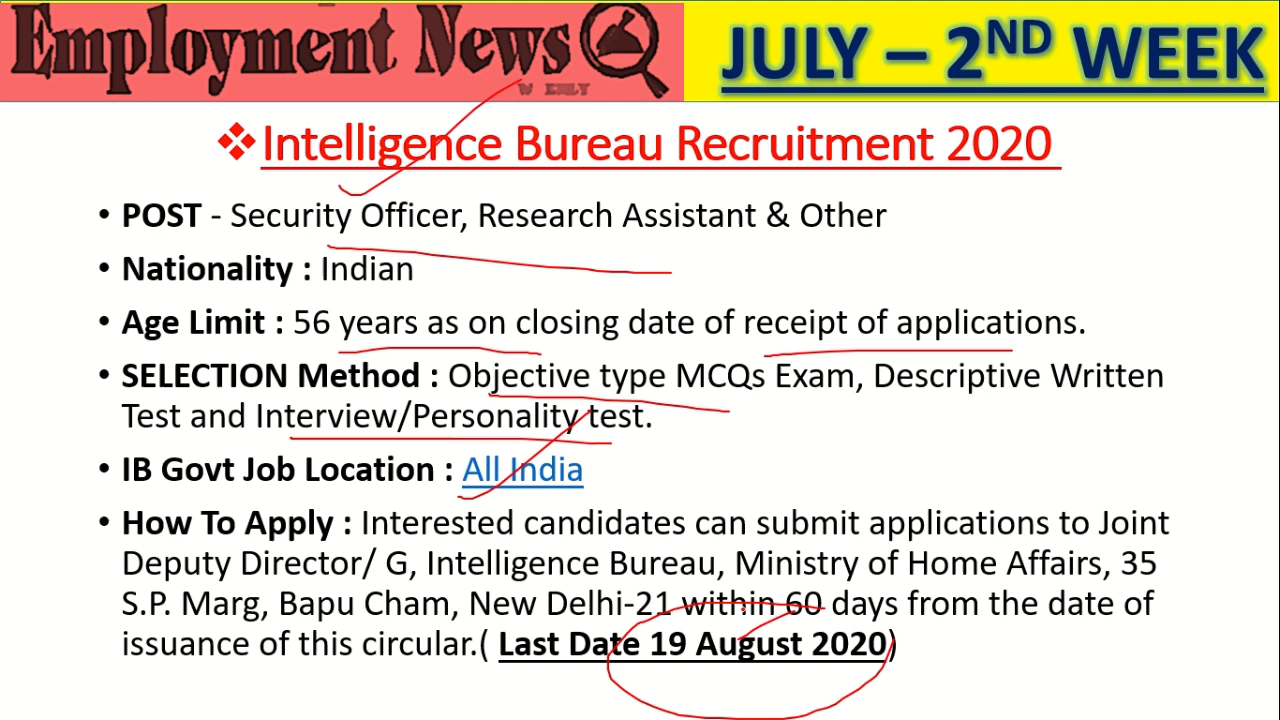 Employment News
JULY – 2ND WEEK
WEEKLY
❖Intelligence Bureau Recruitment 2020
• POST - Security Officer, Research Assistant & Other
• Nationality : Indian
• Age Limit : 56 years as on closing date of receipt of applications.
• SELECTION Method : Objective type MCQs Exam, Descriptive Written
Test and Interview/Personality test.
• IB Govt Job Location : All India
• How To Apply : Interested candidates can submit applications to Joint
Deputy Director/ G, Intelligence Bureau, Ministry of Home Affairs, 35
S.P. Marg, Bapu Cham, New Delhi-21 within 60 days from the date of
issuance of this circular.( Last Date 19 August 2020)